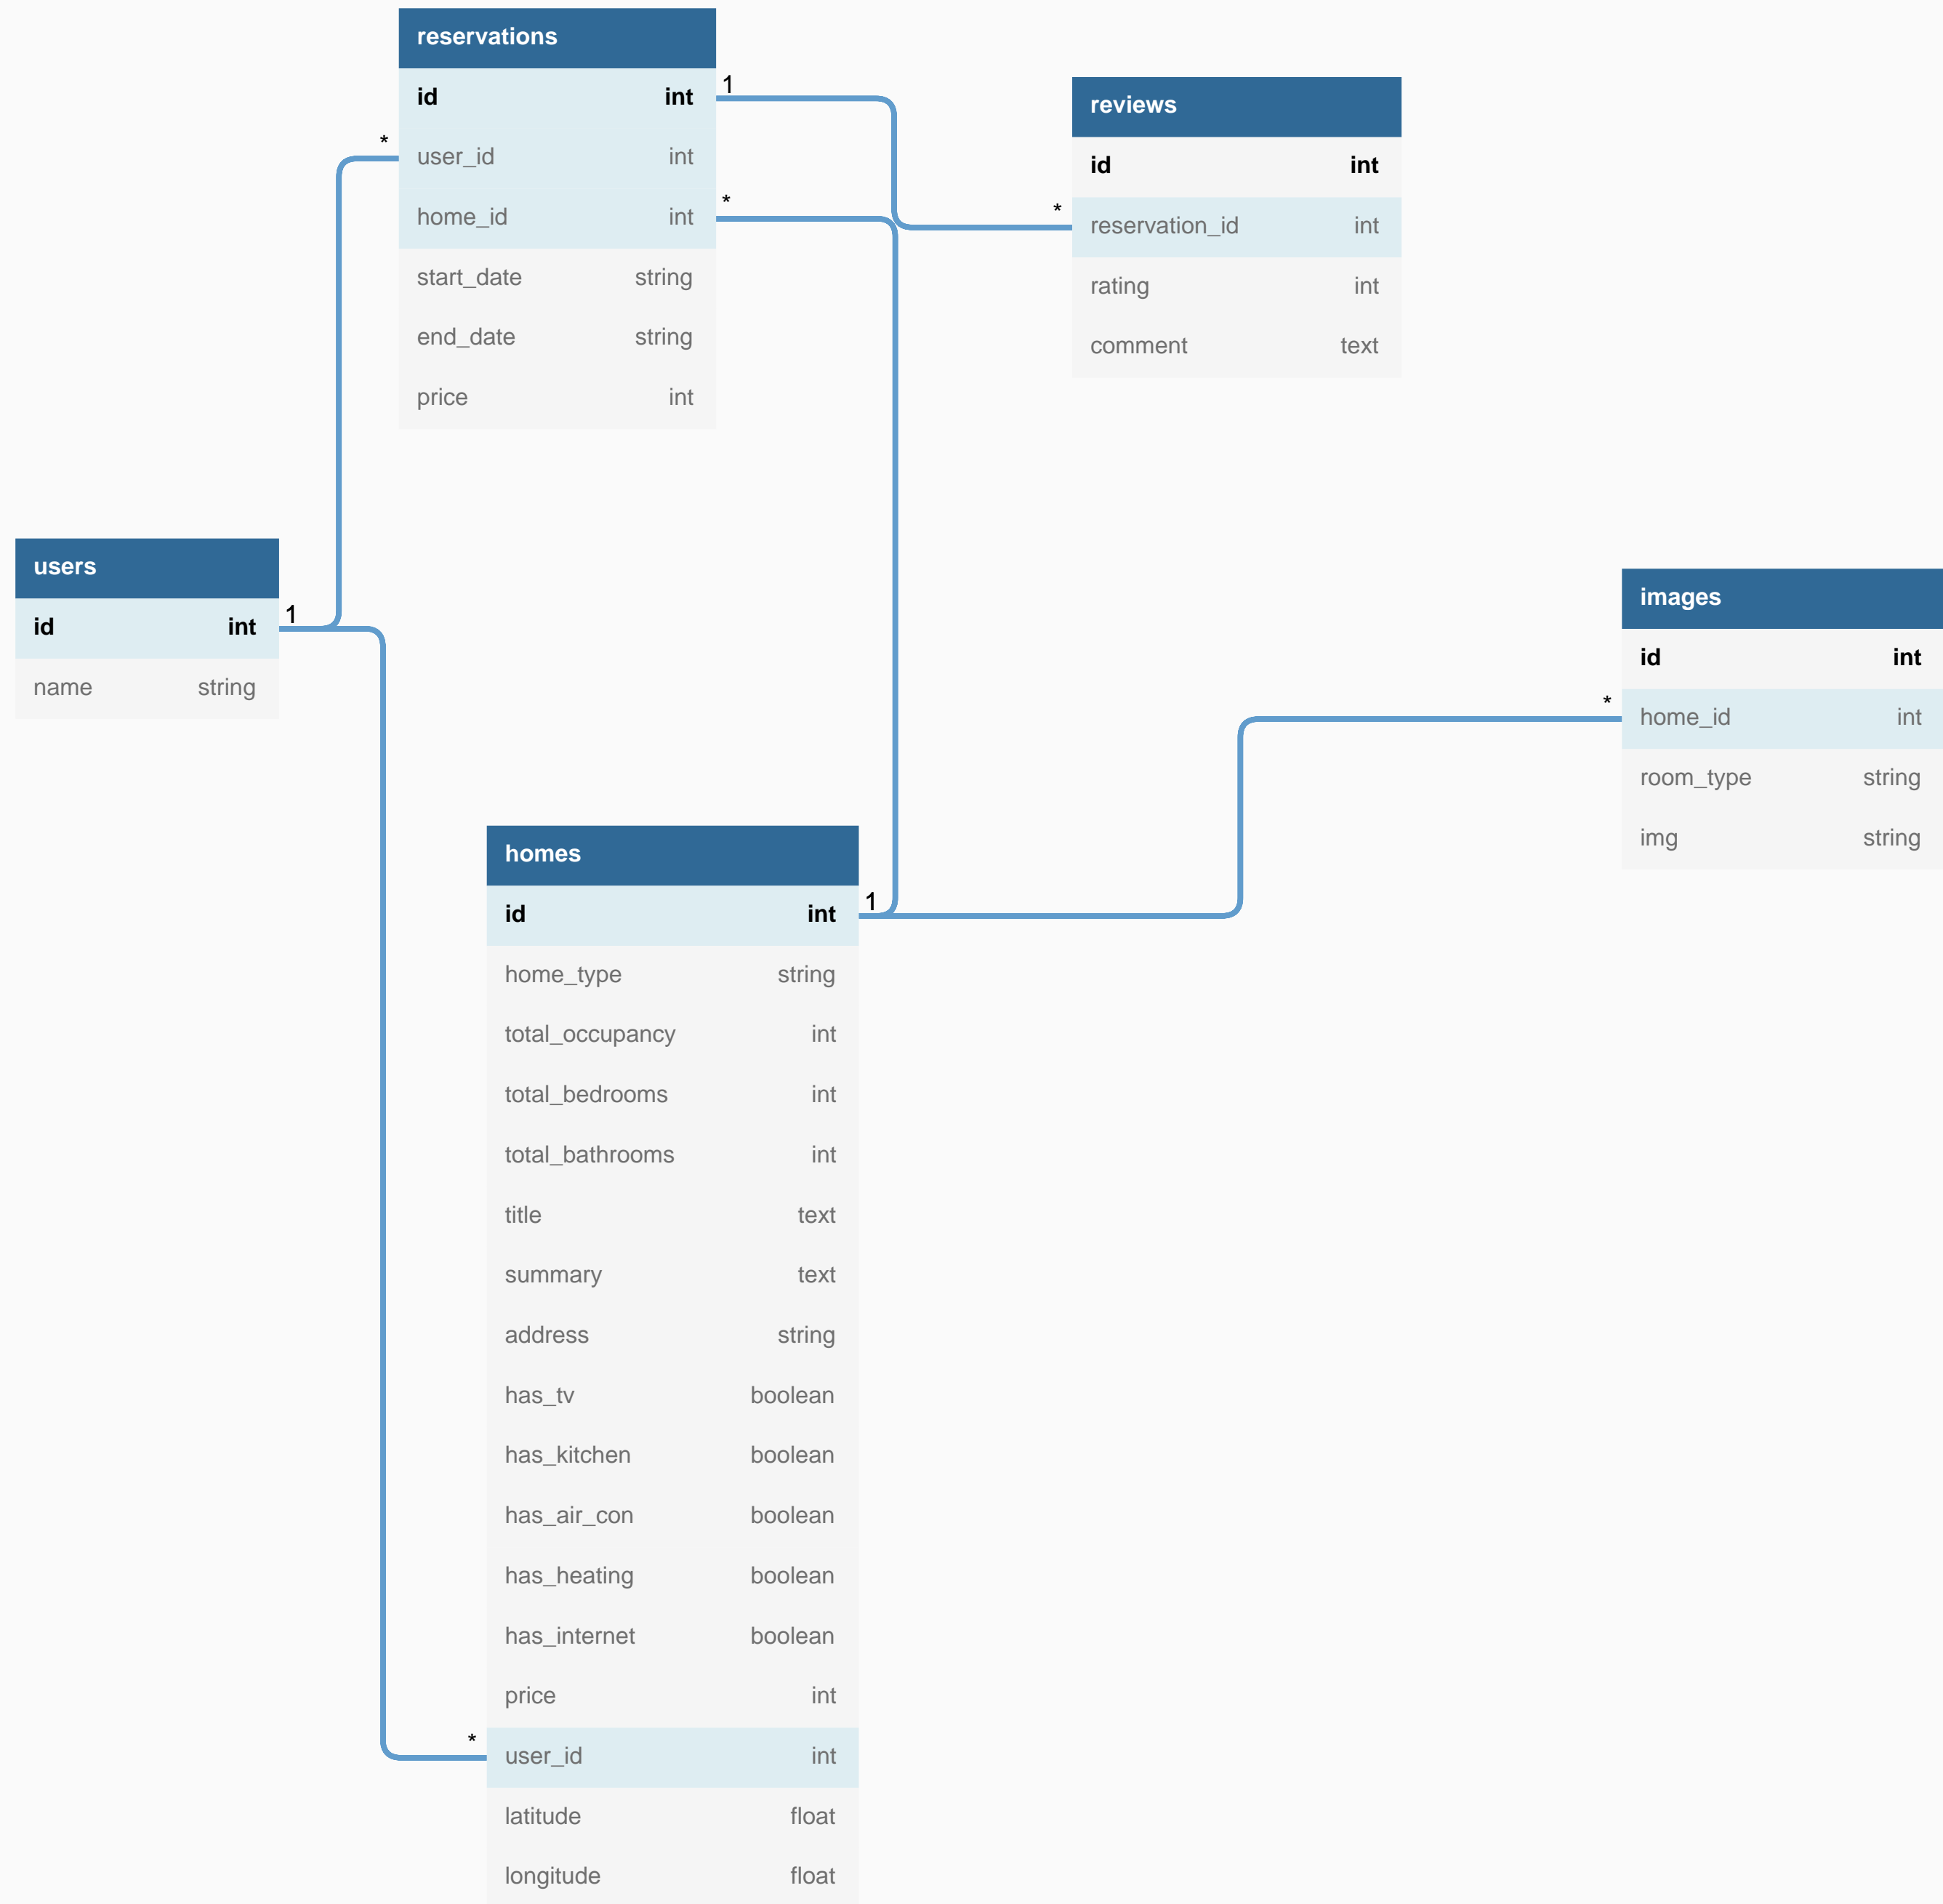 reservations
id int
user_id int
home_id int
start_date string
end_date string
price int
1
*
*
reviews
id int
reservation_id int
rating int
comment text
*
users
id int
name string
1
images
id int
home_id int
room_type string
img string
*
homes
id int
home_type string
total_occupancy int
total_bedrooms int
total_bathrooms int
title text
summary text
address string
has_tv boolean
has_kitchen boolean
has_air_con boolean
has_heating boolean
has_internet boolean
price int
user_id int
latitude float
longitude float
1
*